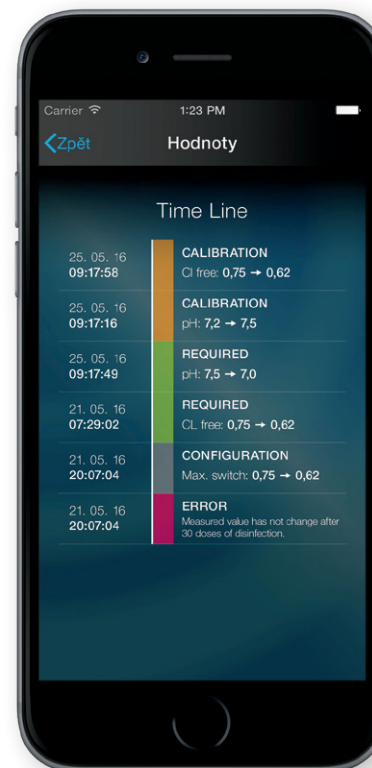 Carrier 1:23 PM
Zpět Hodnoty
Time Line
25. 05. 16 CALIBRATION
09:17:58 Cl free: 0,75 → 0,62
25. 05. 16 CALIBRATION
09:17:16 pH: 7,2 → 7,5
25. 05. 16 REQUIRED
09:17:49 pH: 7,5 → 7,0
21. 05. 16 REQUIRED
07:29:02 CL free: 0,75 → 0,62
21. 05. 16 CONFIGURATION
20:07:04 Max. switch: 0,75 → 0,62
21. 05. 16 ERROR
20:07:04 Measured value has not change after
30 doses of disinfection.